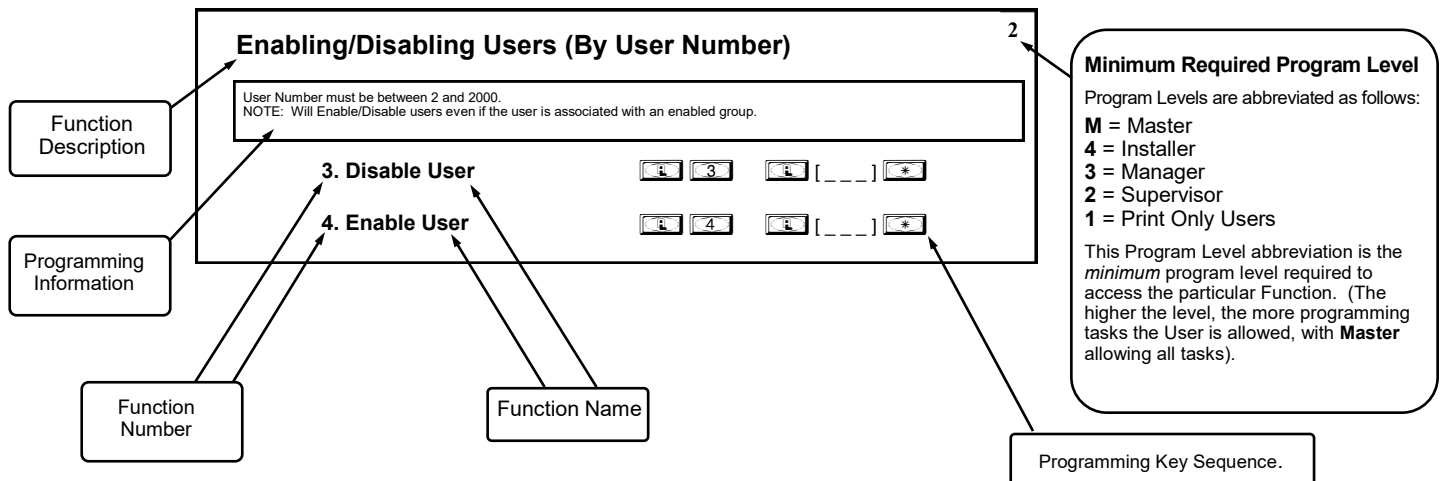 Enabling/Disabling Users (By User Number)
2
User Number must be between 2 and 2000.
NOTE: Will Enable/Disable users even if the user is associated with an enabled group.
3. Disable User
3 [ _ _ _ ] *
4. Enable User
4 [ _ _ _ ] *
Function
Description
Programming
Information
Function
Number
Function Name
Programming Key Sequence.
Minimum Required Program Level
Program Levels are abbreviated as follows:
M = Master
4 = Installer
3 = Manager
2 = Supervisor
1 = Print Only Users
This Program Level abbreviation is the
minimum program level required to
access the particular Function. (The
higher the level, the more programming
tasks the User is allowed, with Master
allowing all tasks).